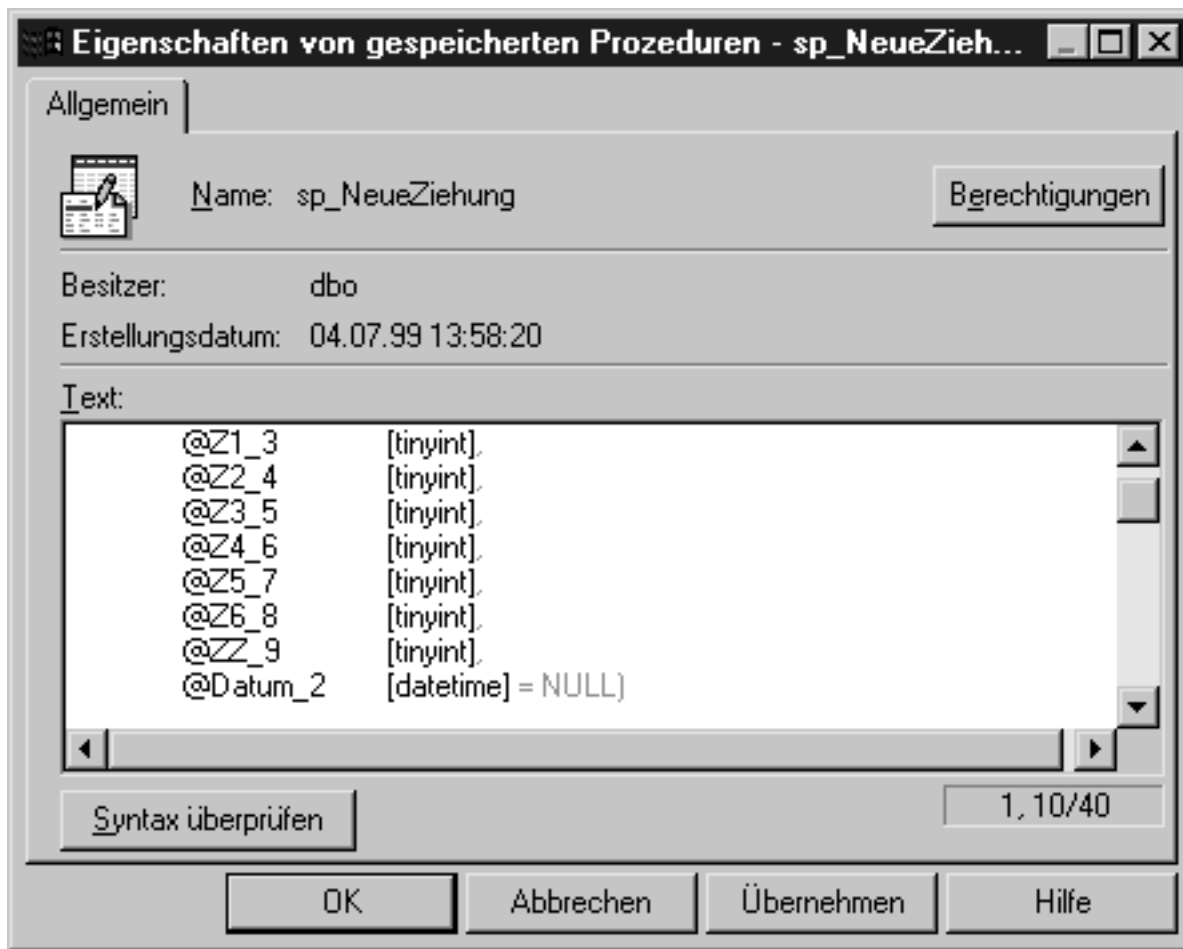 Eigenschaften von gespeicherten Prozeduren - sp_NeueZieh...
Allgemein
Name: sp_NeueZiehung
Berechtigungen
Besitzer: dbo
Erstellungsdatum: 04.07.99 13:58:20
Text:
@Z1_3 [tinyint],
@Z2_4 [tinyint],
@Z3_5 [tinyint],
@Z4_6 [tinyint],
@Z5_7 [tinyint],
@Z6_8 [tinyint],
@ZZ_9 [tinyint],
@Datum_2 [datetime] = NULL)
Syntax überprüfen
1, 10/40
OK Abbrechen Übernehmen Hilfe